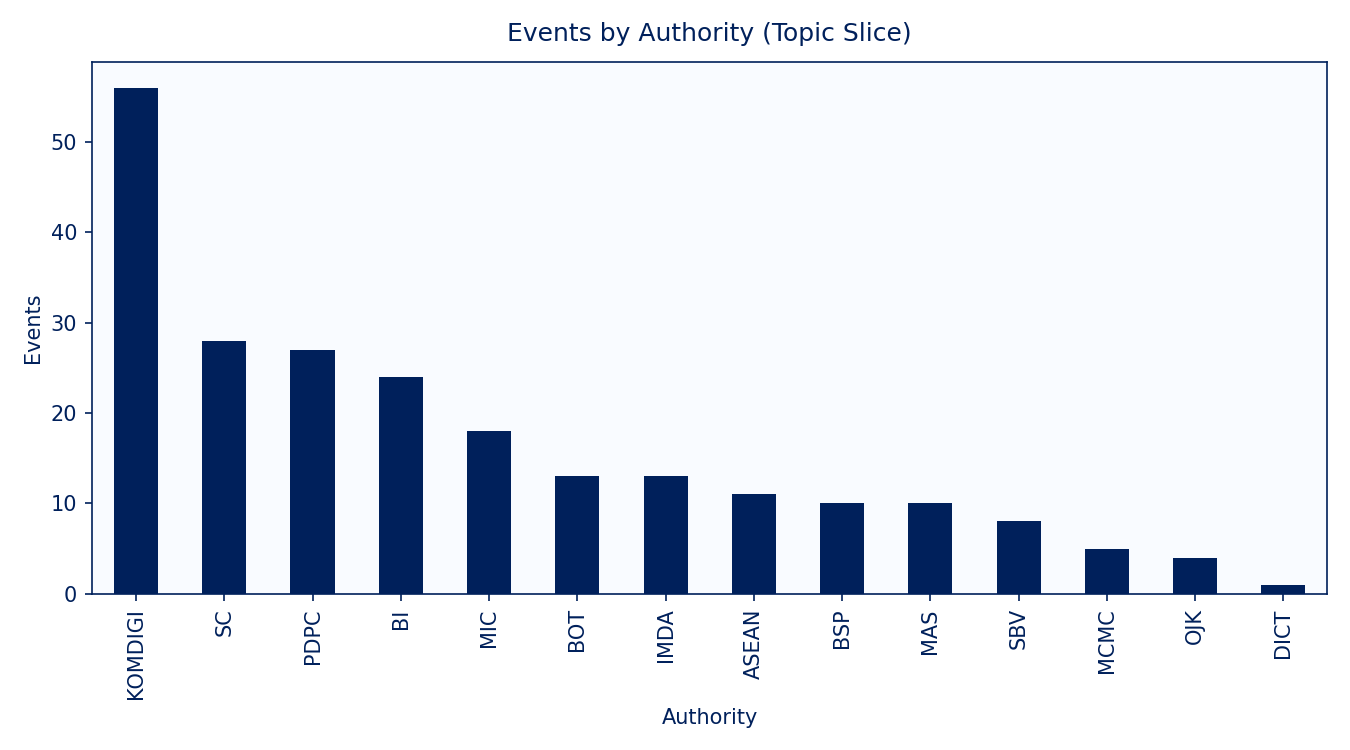 Events by Authority (Topic Slice)
Events
50
40
30
20
10
0
KOMDIGI
SC
PDPC
BI
MIC
BOT
IMDA
ASEAN
BSP
MAS
SBV
MCMC
OJK
DICT
Authority